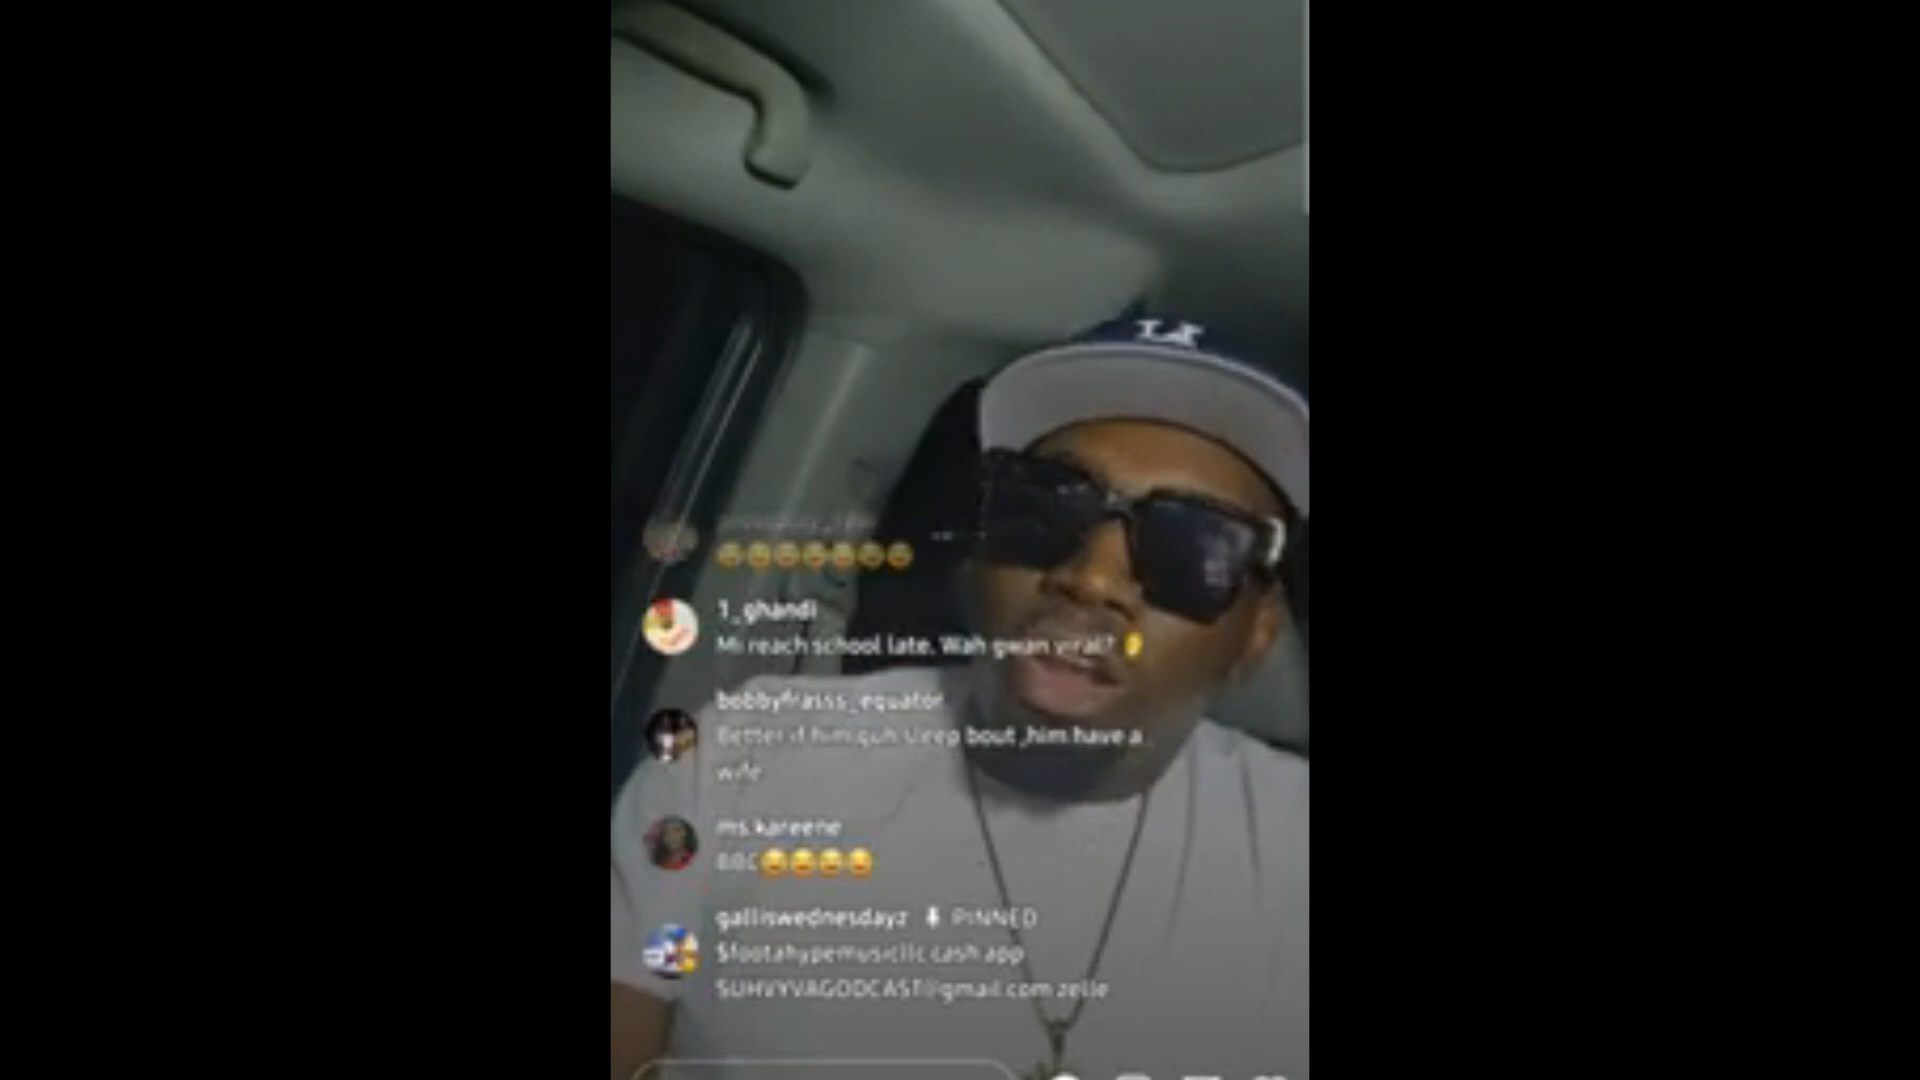 LA
1_ghandi
Mi reach school late. Wah gwan viral?
bobbyfrasss_equator
Better if him guh sleep bout ,him have a
wife
ms.kareene
BBC
galliswednesdayz PINNED
$footahypemusicllc cash app
SUHVYVAGODCAST@gmail.com zelle